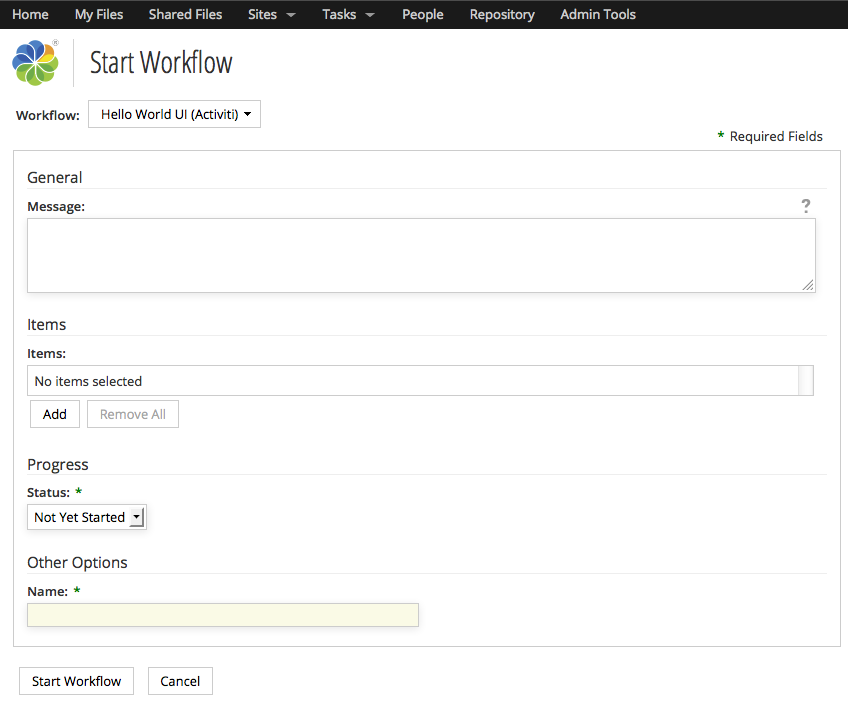 Home My Files Shared Files Sites Tasks People Repository Admin Tools
® Start Workflow
Workflow: Hello World UI (Activiti)
* Required Fields
General
Message: ?
Items
Items:
No items selected
Add Remove All
Progress
Status: *
Not Yet Started
Other Options
Name: *
Start Workflow Cancel